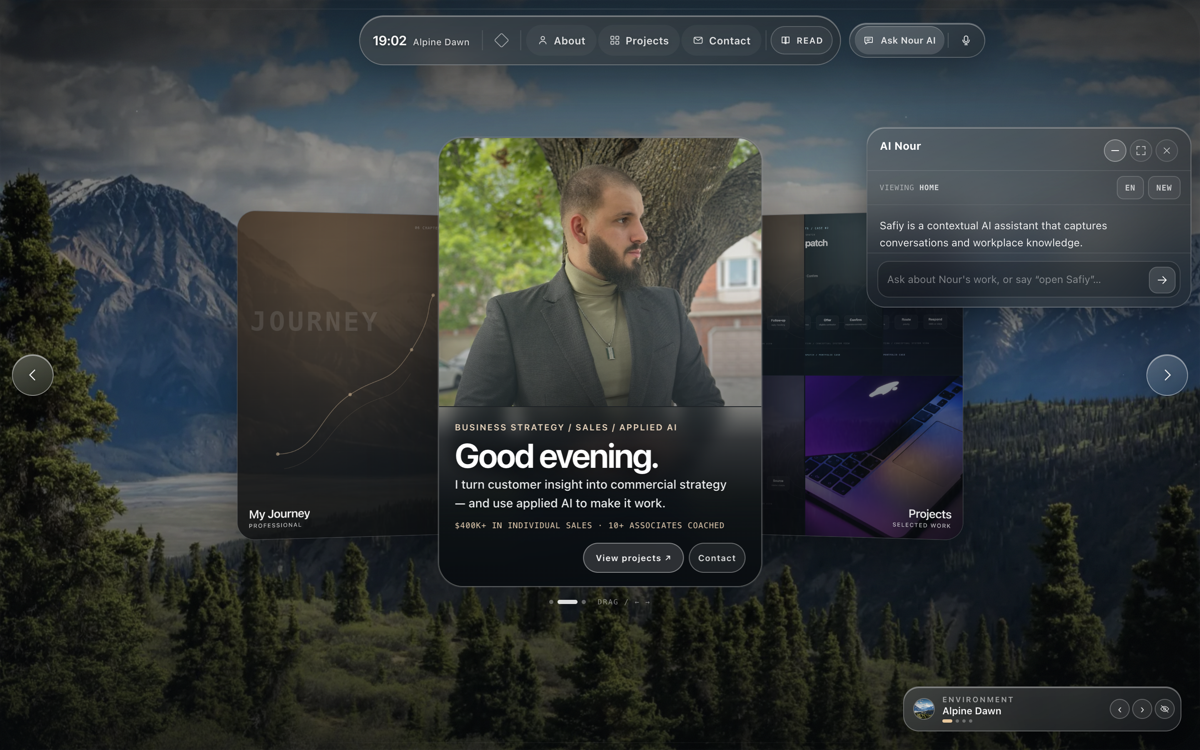 19:02 Alpine Dawn
About
Projects
Contact
READ
Ask Nour AI
AI Nour
VIEWING HOME
EN
NEW
Safiy is a contextual AI assistant that captures
conversations and workplace knowledge.
Ask about Nour's work, or say “open Safiy”...
JOURNEY
My Journey
PROFESSIONAL
BUSINESS STRATEGY / SALES / APPLIED AI
Good evening.
I turn customer insight into commercial strategy
— and use applied AI to make it work.
$400K+ IN INDIVIDUAL SALES · 10+ ASSOCIATES COACHED
View projects ↗
Contact
patch
Projects
SELECTED WORK
DRAG / ← →
ENVIRONMENT
Alpine Dawn